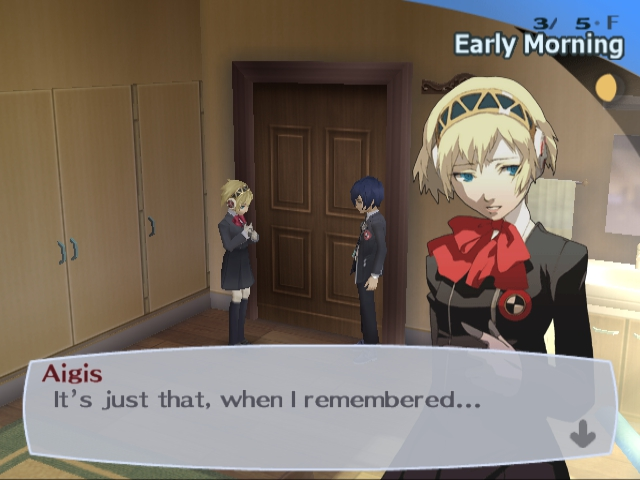 3/ 5・F
Early Morning
Aigis
It's just that, when I remembered...